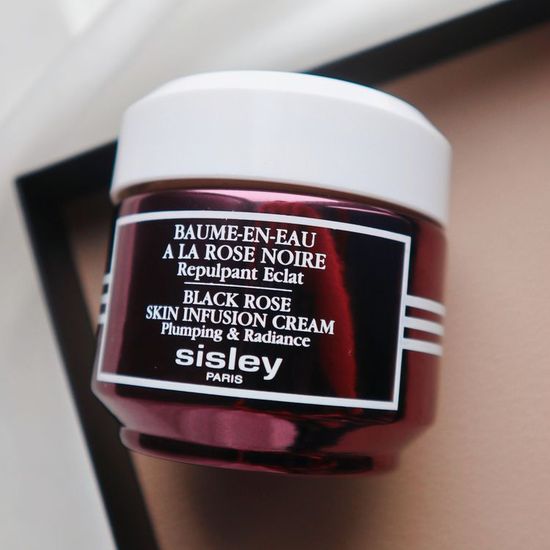 BAUME-EN-EAU
A LA ROSE NOIRE
Repulpant Eclat
BLACK ROSE
SKIN INFUSION CREAM
Plumping & Radiance
sisley
PARIS